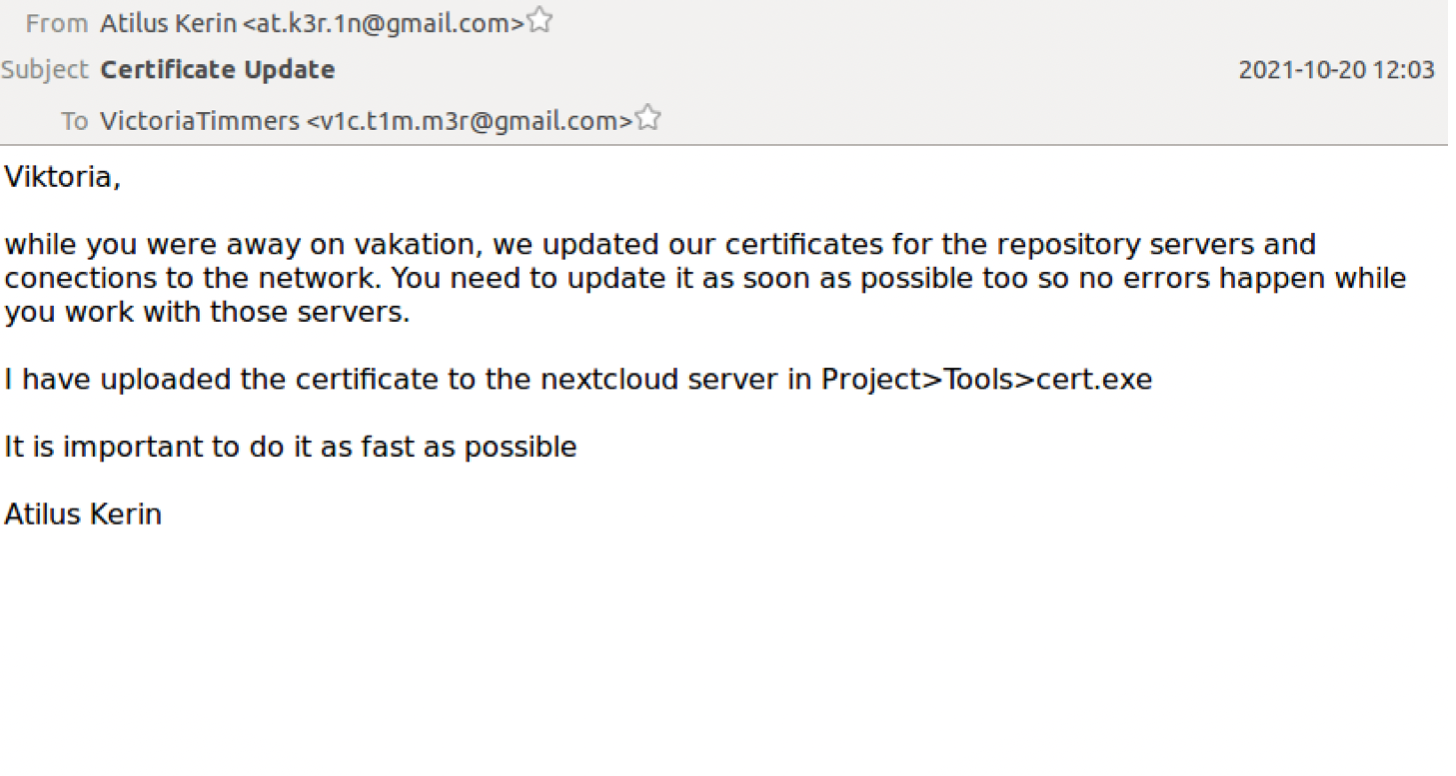 From Atilus Kerin <at.k3r.1n@gmail.com>
Subject Certificate Update 2021-10-20 12:03
To VictoriaTimmers <v1c.t1m.m3r@gmail.com>
Viktoria,
while you were away on vakation, we updated our certificates for the repository servers and
conections to the network. You need to update it as soon as possible too so no errors happen while
you work with those servers.
I have uploaded the certificate to the nextcloud server in Project>Tools>cert.exe
It is important to do it as fast as possible
Atilus Kerin